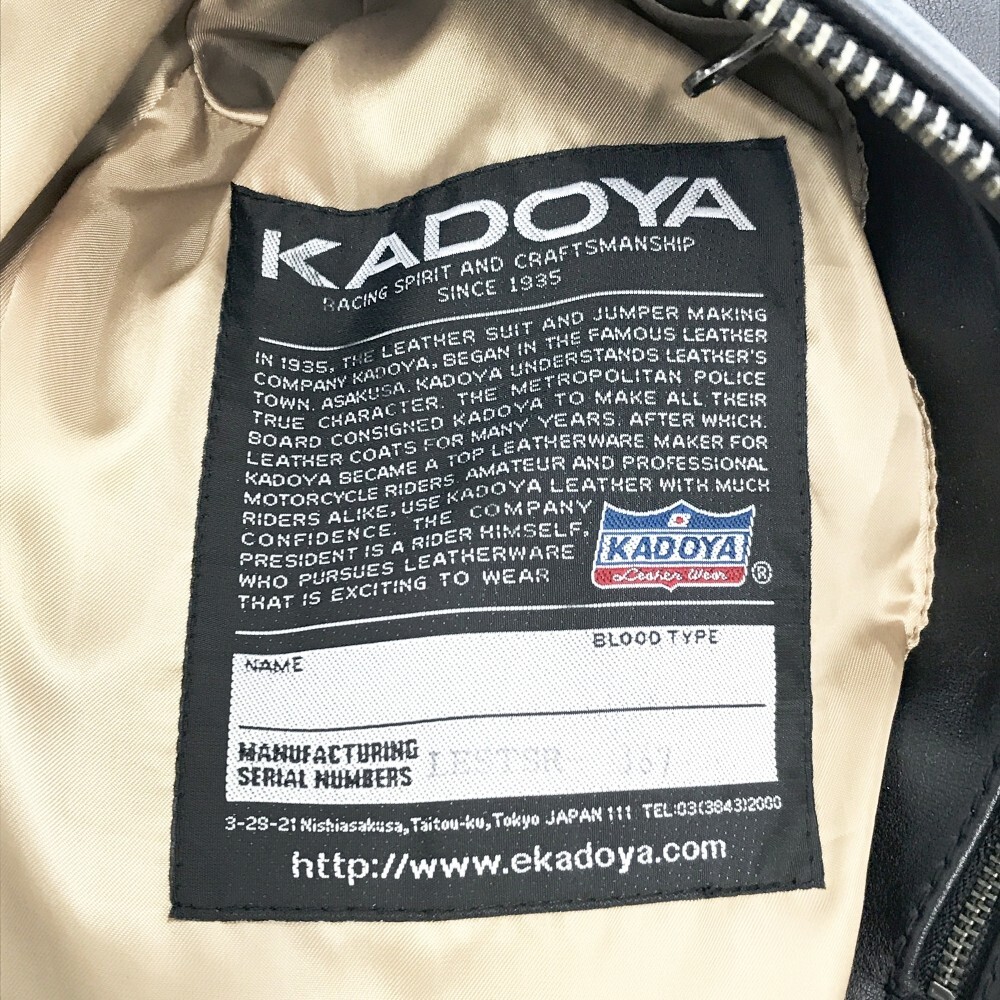 KADOYA
RACING SPIRIT AND CRAFTSMANSHIP
SINCE 1935
IN 1935, THE LEATHER SUIT AND JUMPER MAKING
COMPANY KADOYA, BEGAN IN THE FAMOUS LEATHER
TOWN. ASAKUSA. KADOYA UNDERSTANDS LEATHER'S
TRUE CHARACTER. THE METROPOLITAN POLICE
BOARD CONSIGNED KADOYA TO MAKE ALL THEIR
LEATHER COATS FOR MANY YEARS. AFTER WHICH.
KADOYA BECAME A TOP LEATHERWARE MAKER FOR
MOTORCYCLE RIDERS. AMATEUR AND PROFESSIONAL
RIDERS ALIKE, USE KADOYA LEATHER WITH MUCH
CONFIDENCE. THE COMPANY
PRESIDENT IS A RIDER HIMSELF,
WHO PURSUES LEATHERWARE
THAT IS EXCITING TO WEAR
KADOYA
Leather Wear ®
NAME BLOOD TYPE
MANUFACTURING
SERIAL NUMBERS
3-28-21 Nishiasakusa,Taitou-ku,Tokyo JAPAN 111 TEL:03(3843)2000
http://www.ekadoya.com